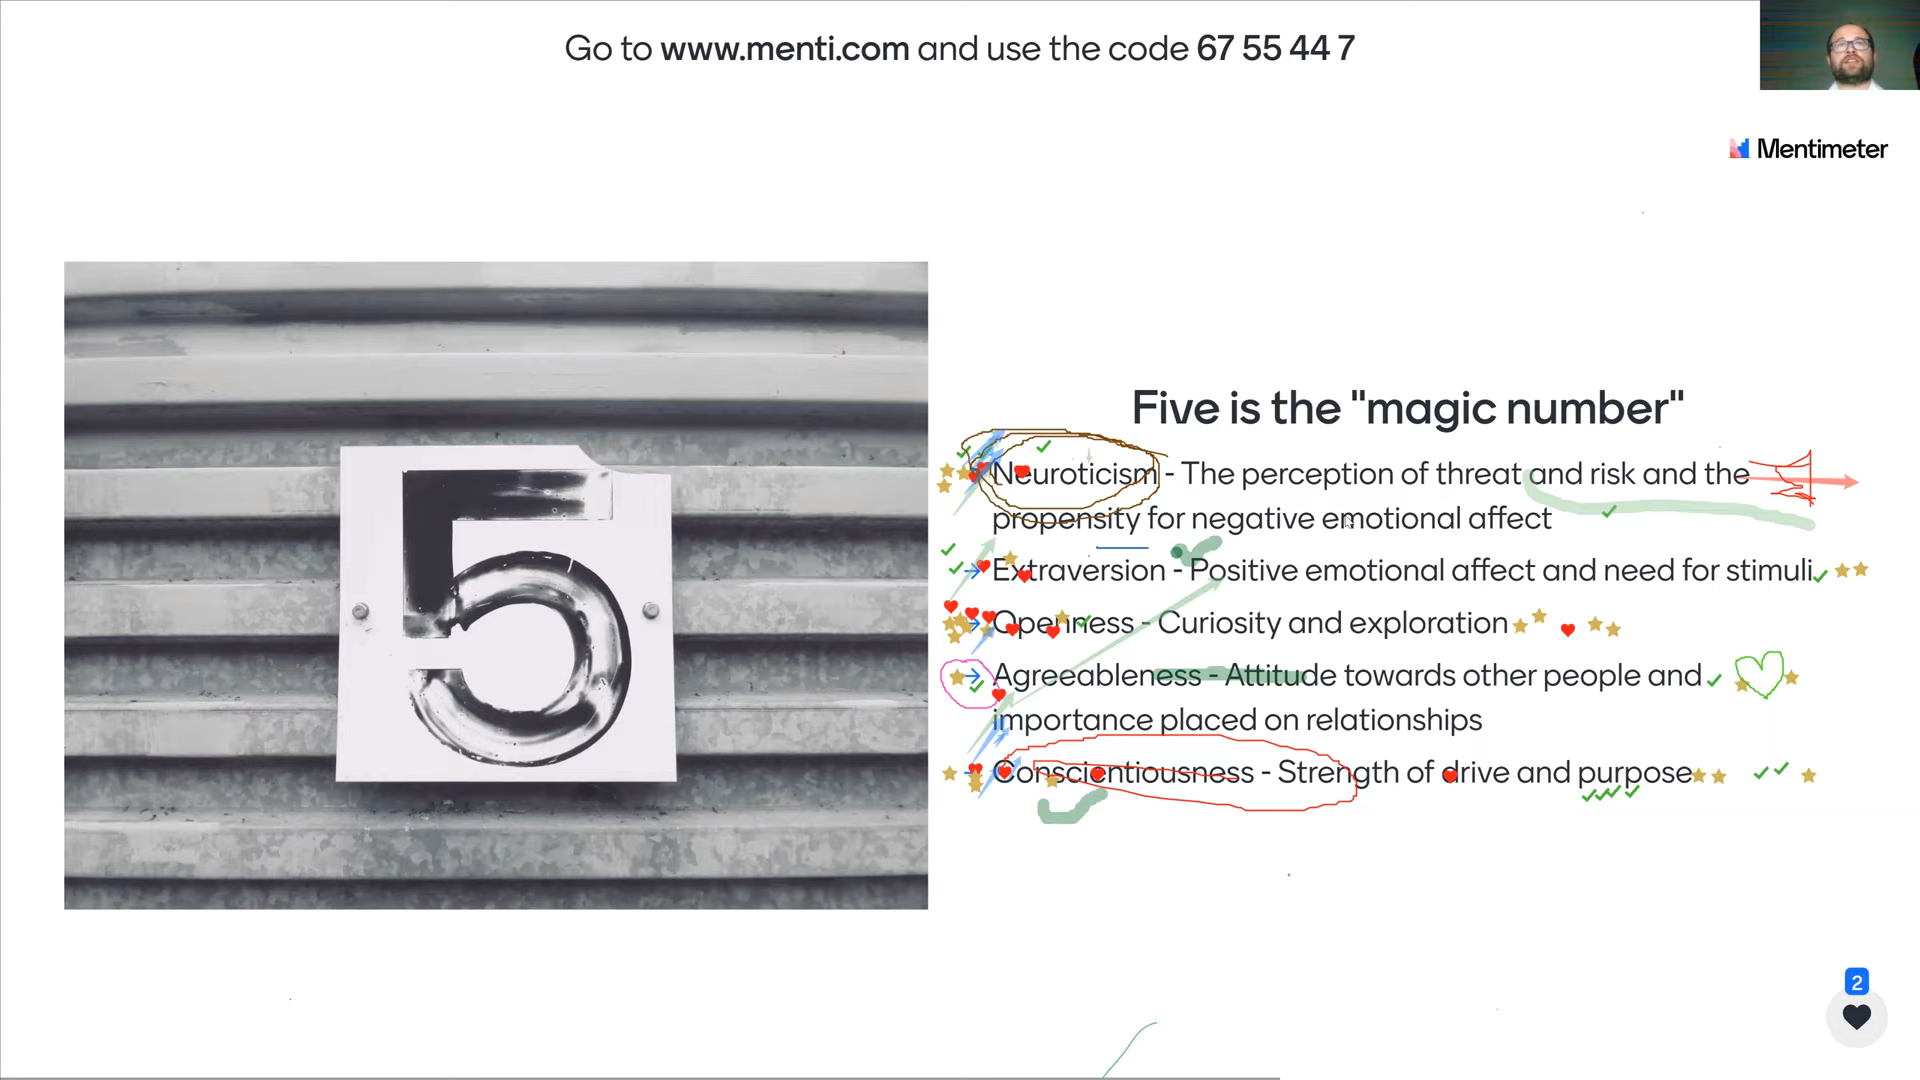 Go to www.menti.com and use the code 67 55 44 7
Mentimeter
5
Five is the "magic number"
Neuroticism - The perception of threat and risk and the
propensity for negative emotional affect
Extraversion - Positive emotional affect and need for stimuli
Openness - Curiosity and exploration
Agreeableness - Attitude towards other people and
importance placed on relationships
Conscientiousness - Strength of drive and purpose
2